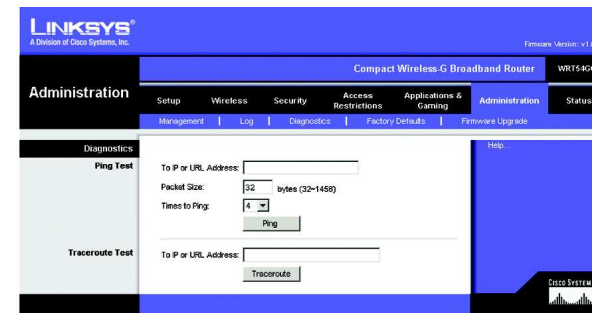 LINKSYS®
A Division of Cisco Systems, Inc.
Firmware Version: v1.
Compact Wireless-G Broadband Router WRT54G
Administration
Setup Wireless Security Access Restrictions Applications & Gaming Administration Status
Management | Log | Diagnostics | Factory Defaults | Firmware Upgrade
Diagnostics
Help...
Ping Test
To IP or URL Address:
Packet Size: 32 bytes (32~1458)
Times to Ping: 4
Ping
Traceroute Test
To IP or URL Address:
Traceroute
CISCO SYSTEM